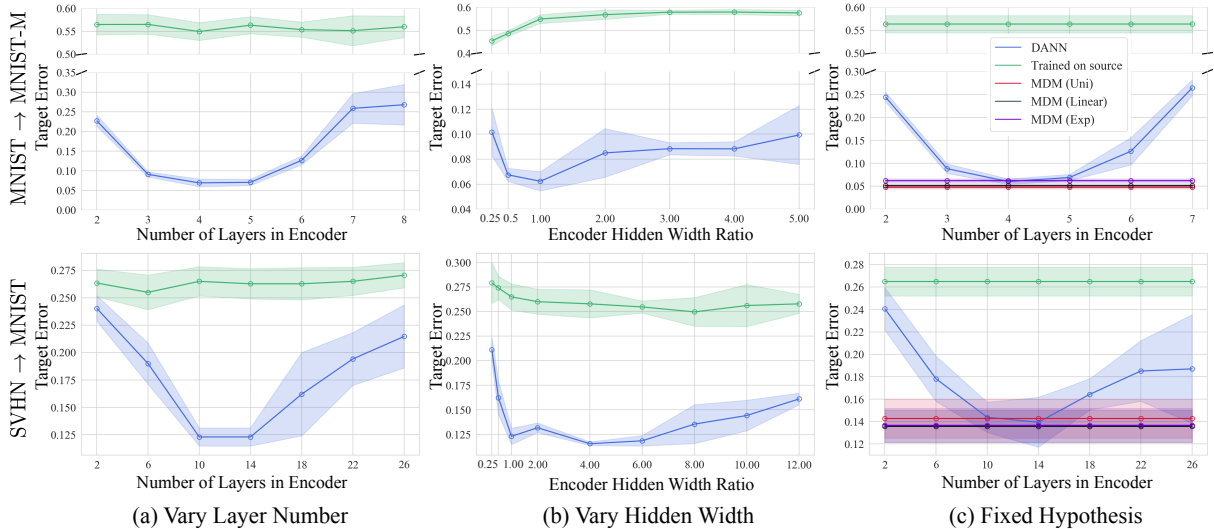 MNIST → MNIST-M
Target Error
0.60
0.55
0.50
0.35
0.30
0.25
0.20
0.15
0.10
0.05
0.00
2 3 4 5 6 7 8
Number of Layers in Encoder
Target Error
0.6
0.5
0.4
0.10
0.08
0.06
0.04
0.25 0.5 1.00 2.00 3.00 4.00 5.00
Encoder Hidden Width Ratio
Target Error
0.60
0.55
0.50
0.30
0.25
0.20
0.15
0.10
0.05
0.00
DANN
Trained on source
MDM (Uni)
MDM (Linear)
MDM (Exp)
2 3 4 5 6 7
Number of Layers in Encoder
SVHN → MNIST
Target Error
0.275
0.250
0.225
0.200
0.175
0.150
0.125
2 6 10 14 18 22 26
Number of Layers in Encoder
Target Error
0.300
0.275
0.250
0.225
0.200
0.175
0.150
0.125
0.25 1.00 2.00 4.00 6.00 8.00 10.00 12.00
Encoder Hidden Width Ratio
Target Error
0.28
0.26
0.24
0.22
0.20
0.18
0.16
0.14
0.12
2 6 10 14 18 22 26
Number of Layers in Encoder
(a) Vary Layer Number
(b) Vary Hidden Width
(c) Fixed Hypothesis